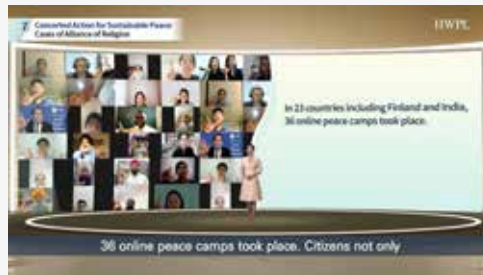 7 Concerted Action for Sustainable Peace:
Cases of Alliance of Religion
HWPL
In 23 countries including Finland and India,
36 online peace camps took place.
36 online peace camps took place. Citizens not only